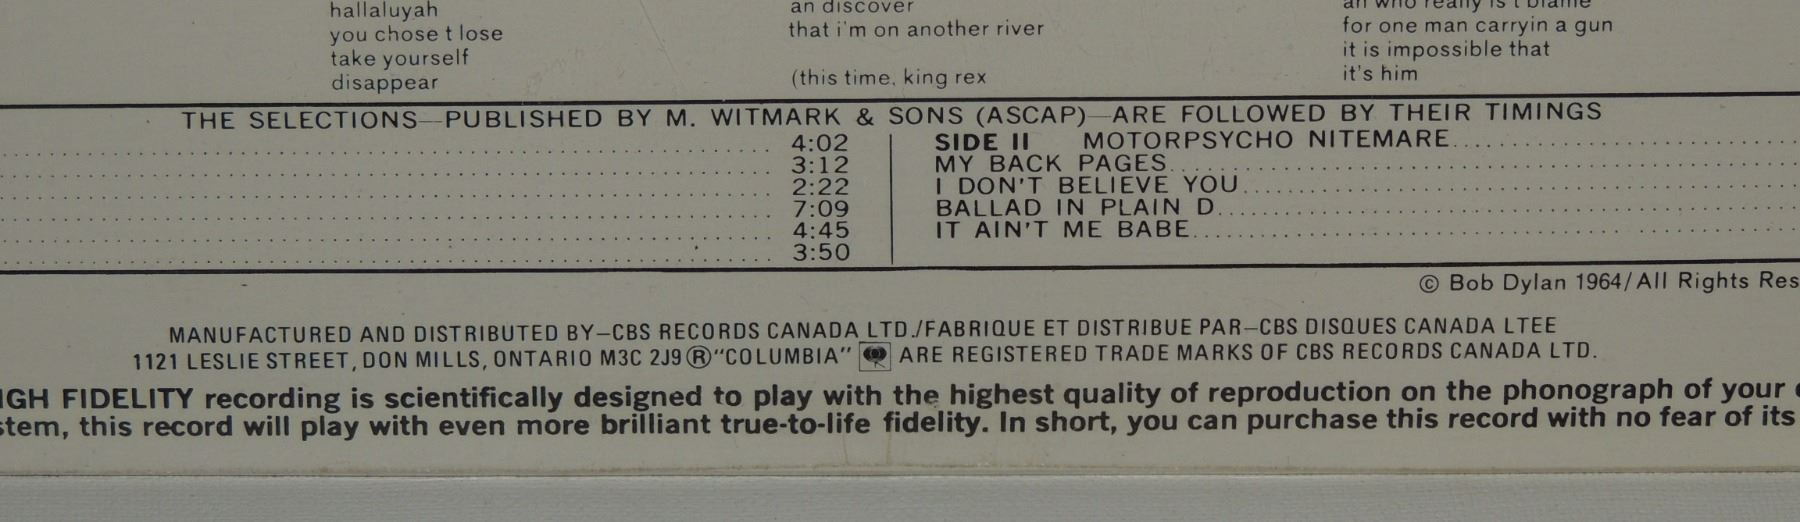 hallaluyah
you chose t lose
take yourself
disappear
an discover
that i'm on another river
(this time, king rex
an who really is t blame
for one man carryin a gun
it is impossible that
it's him
THE SELECTIONS—PUBLISHED BY M. WITMARK & SONS (ASCAP)—ARE FOLLOWED BY THEIR TIMINGS
4:02
3:12
2:22
7:09
4:45
3:50
SIDE II MOTORPSYCHO NITEMARE
MY BACK PAGES
I DON'T BELIEVE YOU
BALLAD IN PLAIN D
IT AIN'T ME BABE
© Bob Dylan 1964/All Rights Res
MANUFACTURED AND DISTRIBUTED BY—CBS RECORDS CANADA LTD./FABRIQUE ET DISTRIBUE PAR—CBS DISQUES CANADA LTEE
1121 LESLIE STREET, DON MILLS, ONTARIO M3C 2J9 ® "COLUMBIA" ARE REGISTERED TRADE MARKS OF CBS RECORDS CANADA LTD.
IGH FIDELITY recording is scientifically designed to play with the highest quality of reproduction on the phonograph of your
stem, this record will play with even more brilliant true-to-life fidelity. In short, you can purchase this record with no fear of its